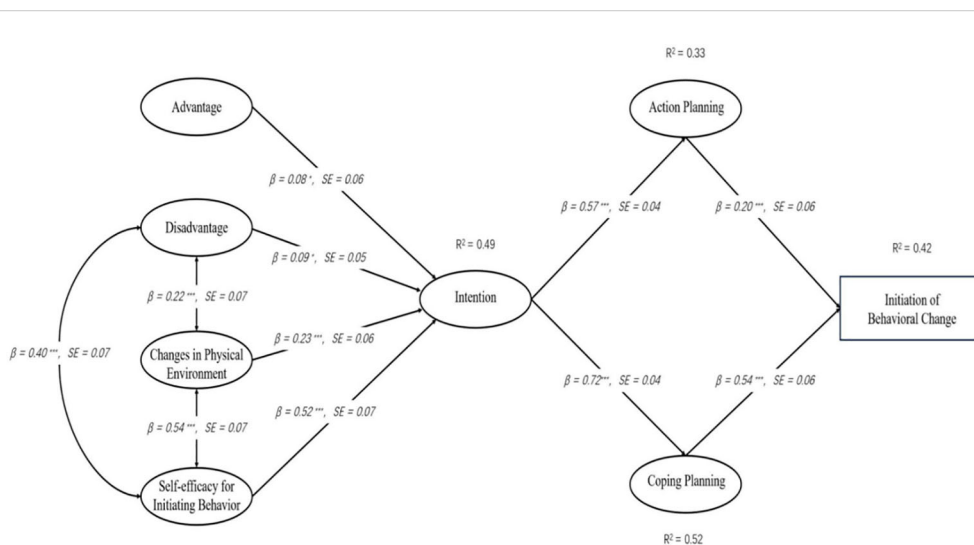 R² = 0.33
Advantage
Action Planning
β = 0.08 *, SE = 0.06
β = 0.57 ***, SE = 0.04
β = 0.20 ***, SE = 0.06
Disadvantage
R² = 0.49
R² = 0.42
β = 0.09 *, SE = 0.05
β = 0.22 ***, SE = 0.07
Intention
Initiation of
Behavioral Change
β = 0.23 ***, SE = 0.06
β = 0.40 ***, SE = 0.07
Changes in Physical
Environment
β = 0.72***, SE = 0.04
β = 0.54 ***, SE = 0.06
β = 0.52 ***, SE = 0.07
β = 0.54 ***, SE = 0.07
Self-efficacy for
Initiating Behavior
Coping Planning
R² = 0.52